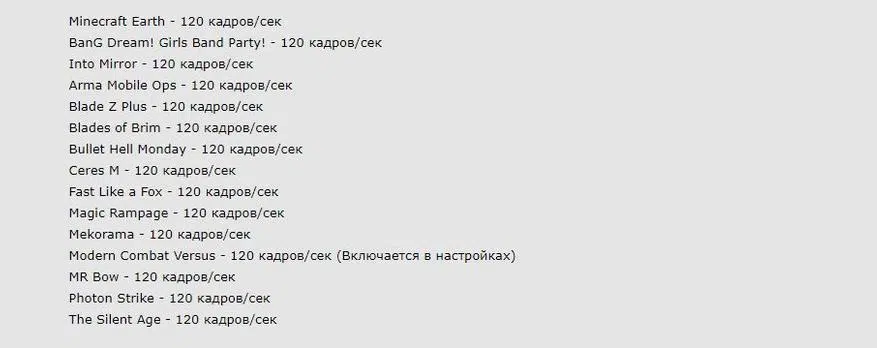 Minecraft Earth - 120 кадров/сек
BanG Dream! Girls Band Party! - 120 кадров/сек
Into Mirror - 120 кадров/сек
Arma Mobile Ops - 120 кадров/сек
Blade Z Plus - 120 кадров/сек
Blades of Brim - 120 кадров/сек
Bullet Hell Monday - 120 кадров/сек
Ceres M - 120 кадров/сек
Fast Like a Fox - 120 кадров/сек
Magic Rampage - 120 кадров/сек
Mekorama - 120 кадров/сек
Modern Combat Versus - 120 кадров/сек (Включается в настройках)
MR Bow - 120 кадров/сек
Photon Strike - 120 кадров/сек
The Silent Age - 120 кадров/сек